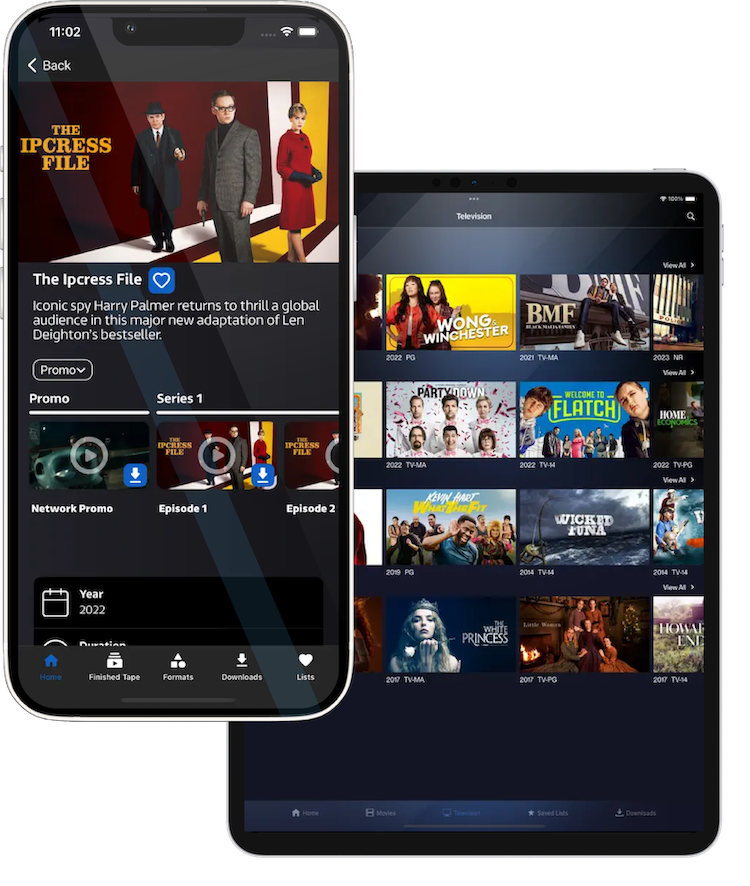 11:02
Back
THE
IPCRESS
FILE
The Ipcress File
Iconic spy Harry Palmer returns to thrill a global
audience in this major new adaptation of Len
Deighton's bestseller.
Promo
Promo
Series 1
THE
IPCRESS
FILE
THE
IPCRESS
FILE
Network Promo
Episode 1
Episode 2
Year
2022
Duration
Home
Finished Tape
Formats
Downloads
Lists
100%
Television
View All
WONG &
WINCHESTER
BMF
BLACK MAFIA FAMILY
2022 PG
2021 TV-MA
2023 NR
View All
PARTY DOWN
WELCOME TO
FLATCH
HOME
ECONOMICS
2022 TV-MA
2022 TV-14
2022 TV-PG
View All
KEVIN HART
WHAT THE FIT
WICKED
TUNA
2019 PG
2014 TV-14
2014 TV-14
View All
THE
WHITE
PRINCESS
Little Women
HOWAR
EN
2017 TV-MA
2017 TV-PG
2017 TV-14
Home
Movies
Television
Saved Lists
Downloads